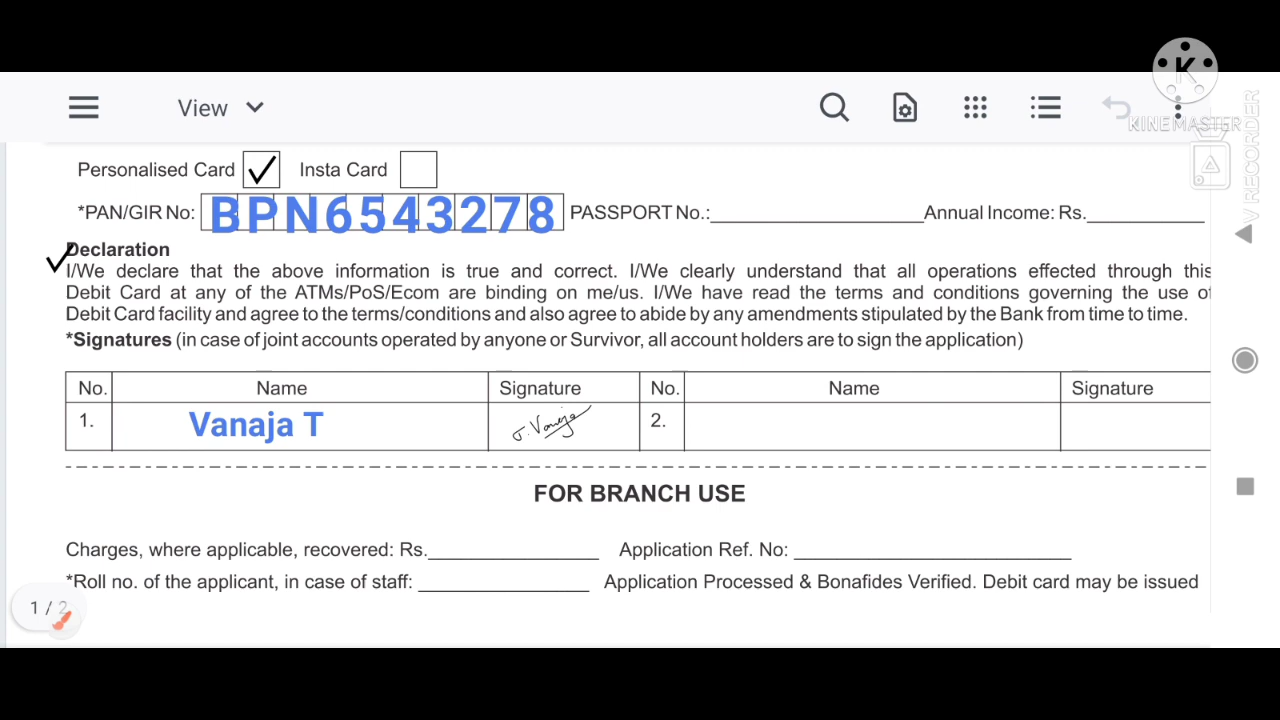 View
KINEMASTER
V RECORDER
Personalised Card Insta Card
*PAN/GIR No: BPN6543278 PASSPORT No.:_______________ Annual Income: Rs.__________
Declaration
I/We declare that the above information is true and correct. I/We clearly understand that all operations effected through this
Debit Card at any of the ATMs/PoS/Ecom are binding on me/us. I/We have read the terms and conditions governing the use of
Debit Card facility and agree to the terms/conditions and also agree to abide by any amendments stipulated by the Bank from time to time.
*Signatures (in case of joint accounts operated by anyone or Survivor, all account holders are to sign the application)
No. Name Signature No. Name Signature
1. Vanaja T T. Vanaja 2.
FOR BRANCH USE
Charges, where applicable, recovered: Rs.______________ Application Ref. No: ______________________
*Roll no. of the applicant, in case of staff: ______________ Application Processed & Bonafides Verified. Debit card may be issued
1 / 2